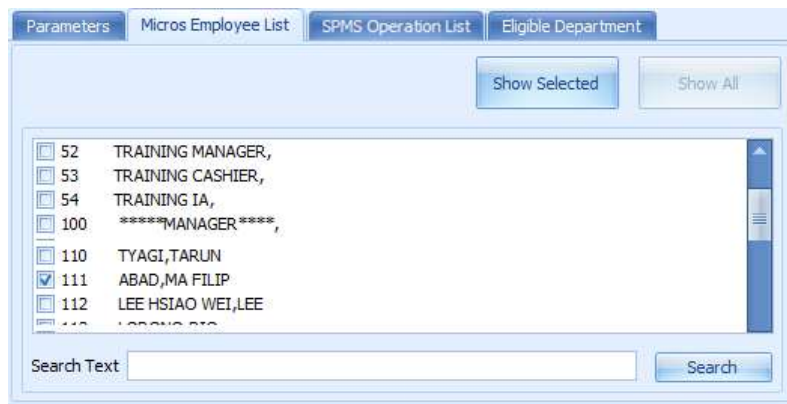 Parameters Micros Employee List SPMS Operation List Eligible Department
Show Selected Show All
52 TRAINING MANAGER,
53 TRAINING CASHIER,
54 TRAINING IA,
100 *****MANAGER****,
110 TYAGI,TARUN
111 ABAD,MA FILIP
112 LEE HSIAO WEI,LEE
Search Text Search